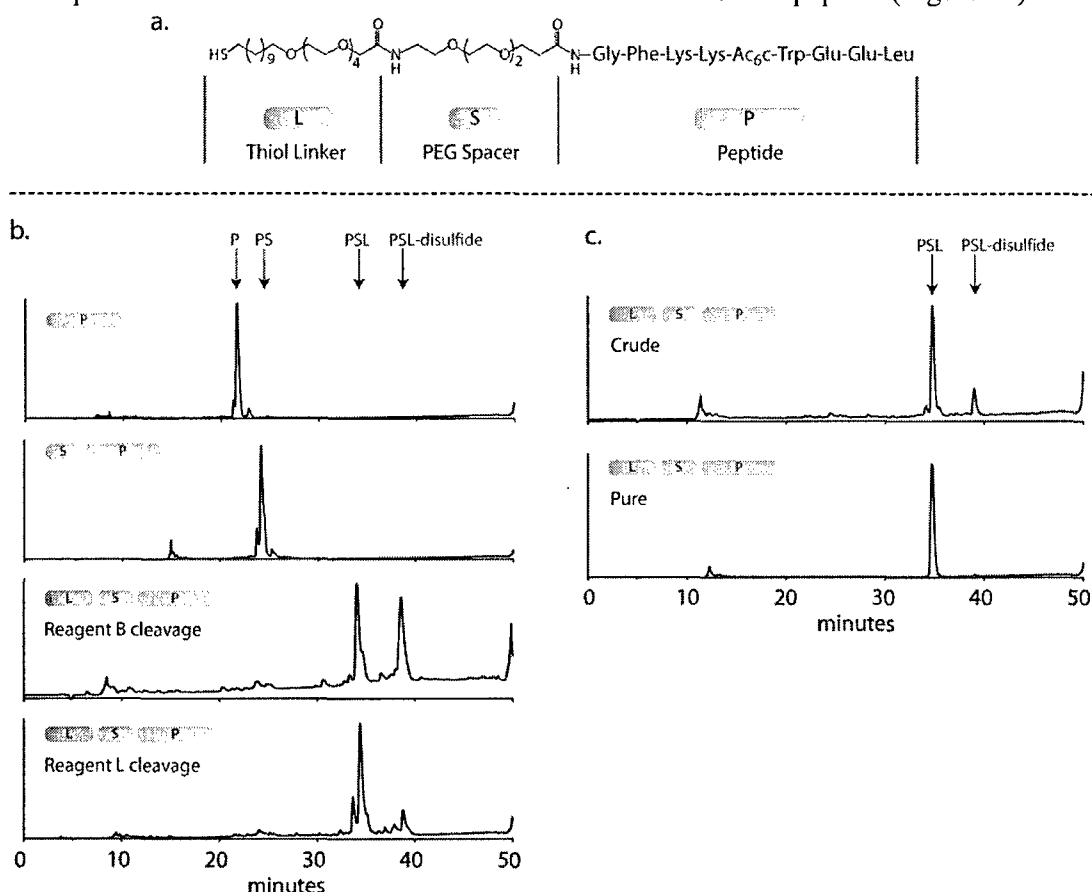 a.
HS
9
O
O
4
O
N
H
O
O
2
O
N
H
Gly-Phe-Lys-Lys-Ac6c-Trp-Glu-Glu-Leu
L
S
P
Thiol Linker
PEG Spacer
Peptide
b.
P
PS
PSL
PSL-disulfide
P
S
P
L
S
P
Reagent B cleavage
L
S
P
Reagent L cleavage
0
10
20
30
40
50
minutes
c.
PSL
PSL-disulfide
L
S
P
Crude
L
S
P
Pure
0
10
20
30
40
50
minutes